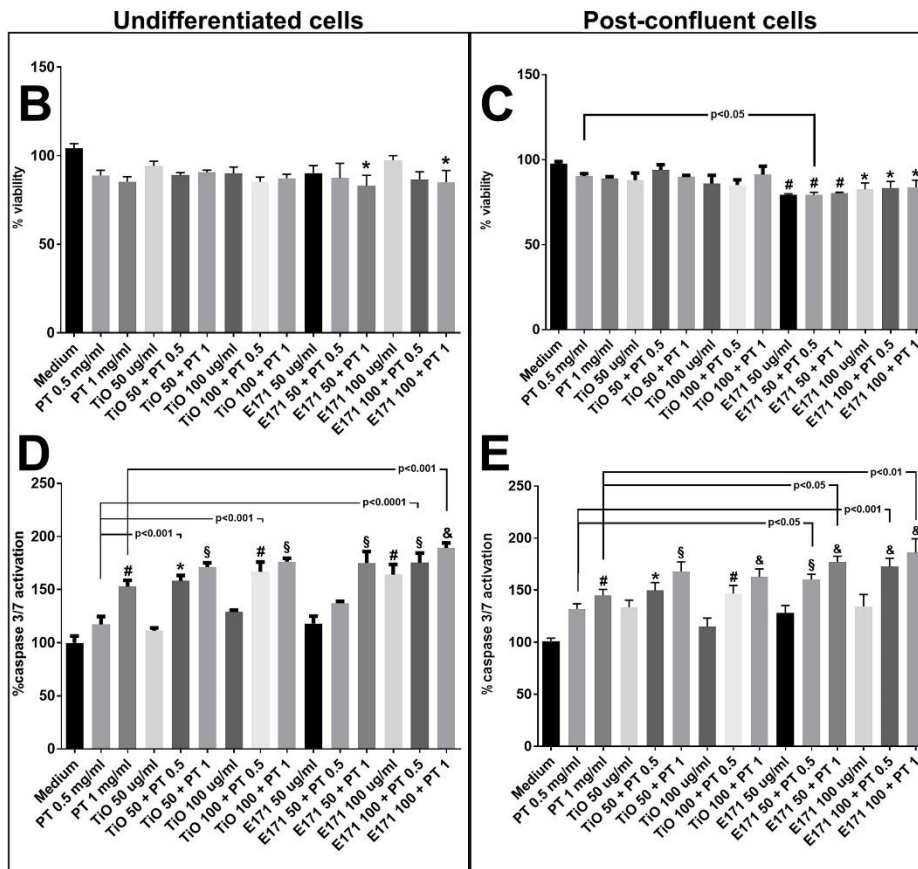 Undifferentiated cells
Post-confluent cells
B
% viability
150
100
50
0
*
*
Medium
PT 0.5 mg/ml
PT 1 mg/ml
TiO 50 ug/ml
TiO 50 + PT 0.5
TiO 50 + PT 1
TiO 100 ug/ml
TiO 100 + PT 0.5
TiO 100 + PT 1
E171 50 ug/ml
E171 50 + PT 0.5
E171 50 + PT 1
E171 100 ug/ml
E171 100 + PT 0.5
E171 100 + PT 1
C
% viability
150
100
50
0
p<0.05
# # # * * *
Medium
PT 0.5 mg/ml
PT 1 mg/ml
TiO 50 ug/ml
TiO 50 + PT 0.5
TiO 50 + PT 1
TiO 100 ug/ml
TiO 100 + PT 0.5
TiO 100 + PT 1
E171 50 ug/ml
E171 50 + PT 0.5
E171 50 + PT 1
E171 100 ug/ml
E171 100 + PT 0.5
E171 100 + PT 1
D
%caspase 3/7 activation
250
200
150
100
50
0
p<0.001
p<0.0001
p<0.001
p<0.001
# * § # § § # § &
Medium
PT 0.5 mg/ml
PT 1 mg/ml
TiO 50 ug/ml
TiO 50 + PT 0.5
TiO 50 + PT 1
TiO 100 ug/ml
TiO 100 + PT 0.5
TiO 100 + PT 1
E171 50 ug/ml
E171 50 + PT 0.5
E171 50 + PT 1
E171 100 ug/ml
E171 100 + PT 0.5
E171 100 + PT 1
E
% caspase 3/7 activation
250
200
150
100
50
0
p<0.01
p<0.05
p<0.001
p<0.05
# * § # & § & & &
Medium
PT 0.5 mg/ml
PT 1 mg/ml
TiO 50 ug/ml
TiO 50 + PT 0.5
TiO 50 + PT 1
TiO 100 ug/ml
TiO 100 + PT 0.5
TiO 100 + PT 1
E171 50 ug/ml
E171 50 + PT 0.5
E171 50 + PT 1
E171 100 ug/ml
E171 100 + PT 0.5
E171 100 + PT 1